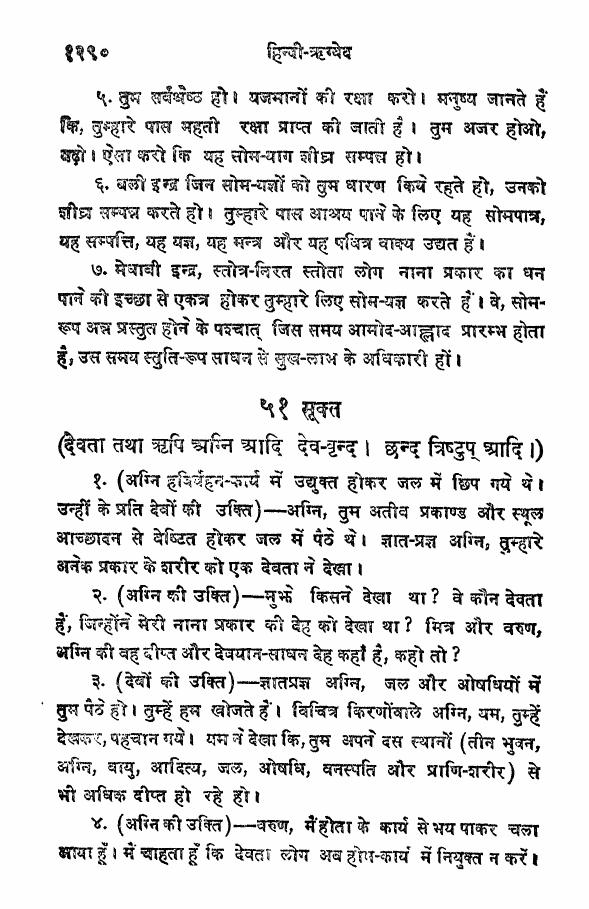 १२९० हिन्दी-ऋग्वेद
५. तुम सर्वश्रेष्ठ हो। यजमानों की रक्षा करो। मनुष्य जानते हैं
कि, तुम्हारे पास महती रक्षा प्राप्त की जाती है। तुम अजर होओ,
बढ़ो। ऐसा करो कि यह सोम-याग शीघ्र सम्पन्न हो।
६. बली इन्द्र जिन सोम-यज्ञों को तुम धारण किये रहते हो, उनको
शीघ्र सम्पन्न करते हो। तुम्हारे पास आश्रय पाने के लिए यह सोमपात्र,
यह सम्पत्ति, यह यज्ञ, यह मन्त्र और यह पवित्र वाक्य उद्यत हैं।
७. मेधावी इन्द्र, स्तोत्र-निरत स्तोता लोग नाना प्रकार का धन
पाने की इच्छा से एकत्र होकर तुम्हारे लिए सोम-यज्ञ करते हैं। वे, सोम-
रूप अन्न प्रस्तुत होने के पश्चात् जिस समय आमोद-आह्लाद प्रारम्भ होता
है, उस समय स्तुति-रूप साधन से सुख-लाभ के अधिकारी हों।
५१ सूक्त
(देवता तथा ऋषि अग्नि आदि देव-वृन्द। छन्द त्रिष्टुप् आदि।)
१. (अग्नि हविर्वहन-कार्य में उद्युक्त होकर जल में छिप गये थे।
उन्हीं के प्रति देवों की उक्ति)—अग्नि, तुम अतीव प्रकाण्ड और स्थूल
आच्छादन से वेष्टित होकर जल में पैठे थे। ज्ञात-प्रज्ञ अग्नि, तुम्हारे
अनेक प्रकार के शरीर को एक देवता ने देखा।
२. (अग्नि की उक्ति)—मुझे किसने देखा था? वे कौन देवता
हैं, जिन्होंने मेरी नाना प्रकार की देह को देखा था? मित्र और वरुण,
अग्नि की वह दीप्त और देवयान-साधन देह कहाँ है, कहो तो?
३. (देवों की उक्ति)—ज्ञातप्रज्ञ अग्नि, जल और ओषधियों में
तुम पैठे हो। तुम्हें हम खोजते हैं। विचित्र किरणोंवाले अग्नि, यम, तुम्हें
देखकर, पहचान गये। यम ने देखा कि, तुम अपने दस स्थानों (तीन भुवन,
अग्नि, वायु, आदित्य, जल, ओषधि, वनस्पति और प्राणि-शरीर) से
भी अधिक दीप्त हो रहे हो।
४. (अग्नि की उक्ति)—वरुण, मैं होता के कार्य से भय पाकर चला
आया हूँ। मैं चाहता हूँ कि देवता लोग अब होम-कार्य में नियुक्त न करें।